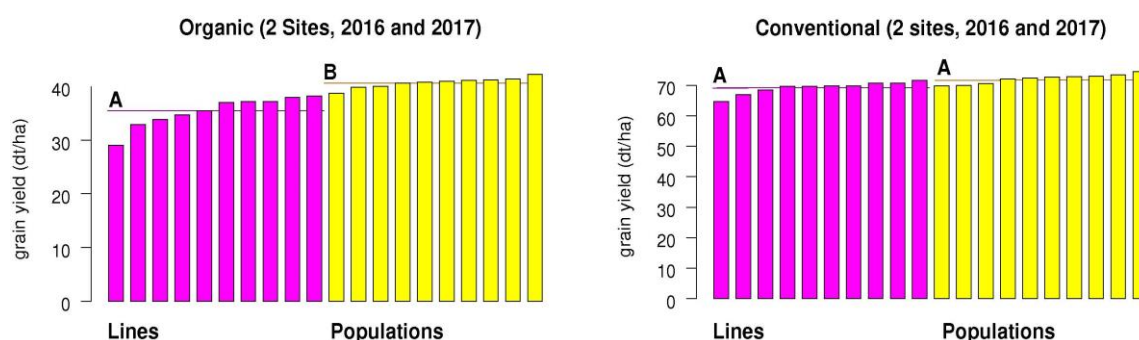 Organic (2 Sites, 2016 and 2017)
grain yield (dt/ha)
40
30
20
10
0
A
B
Lines
Populations
Conventional (2 sites, 2016 and 2017)
grain yield (dt/ha)
70
60
50
40
30
20
10
0
A
A
Lines
Populations